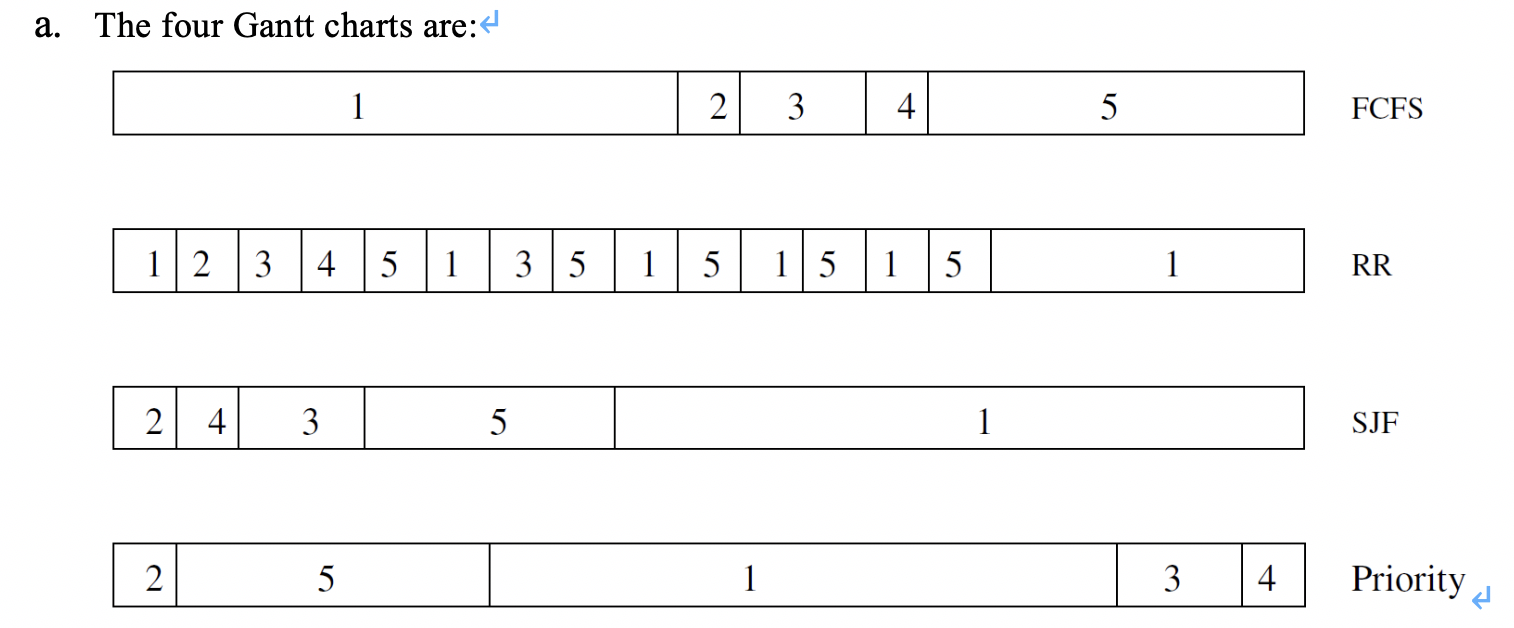 a. The four Gantt charts are:↵
1 2 3 4 5 FCFS
1 2 3 4 5 1 3 5 1 5 1 5 1 5 1 RR
2 4 3 5 1 SJF
2 5 1 3 4 Priority↵